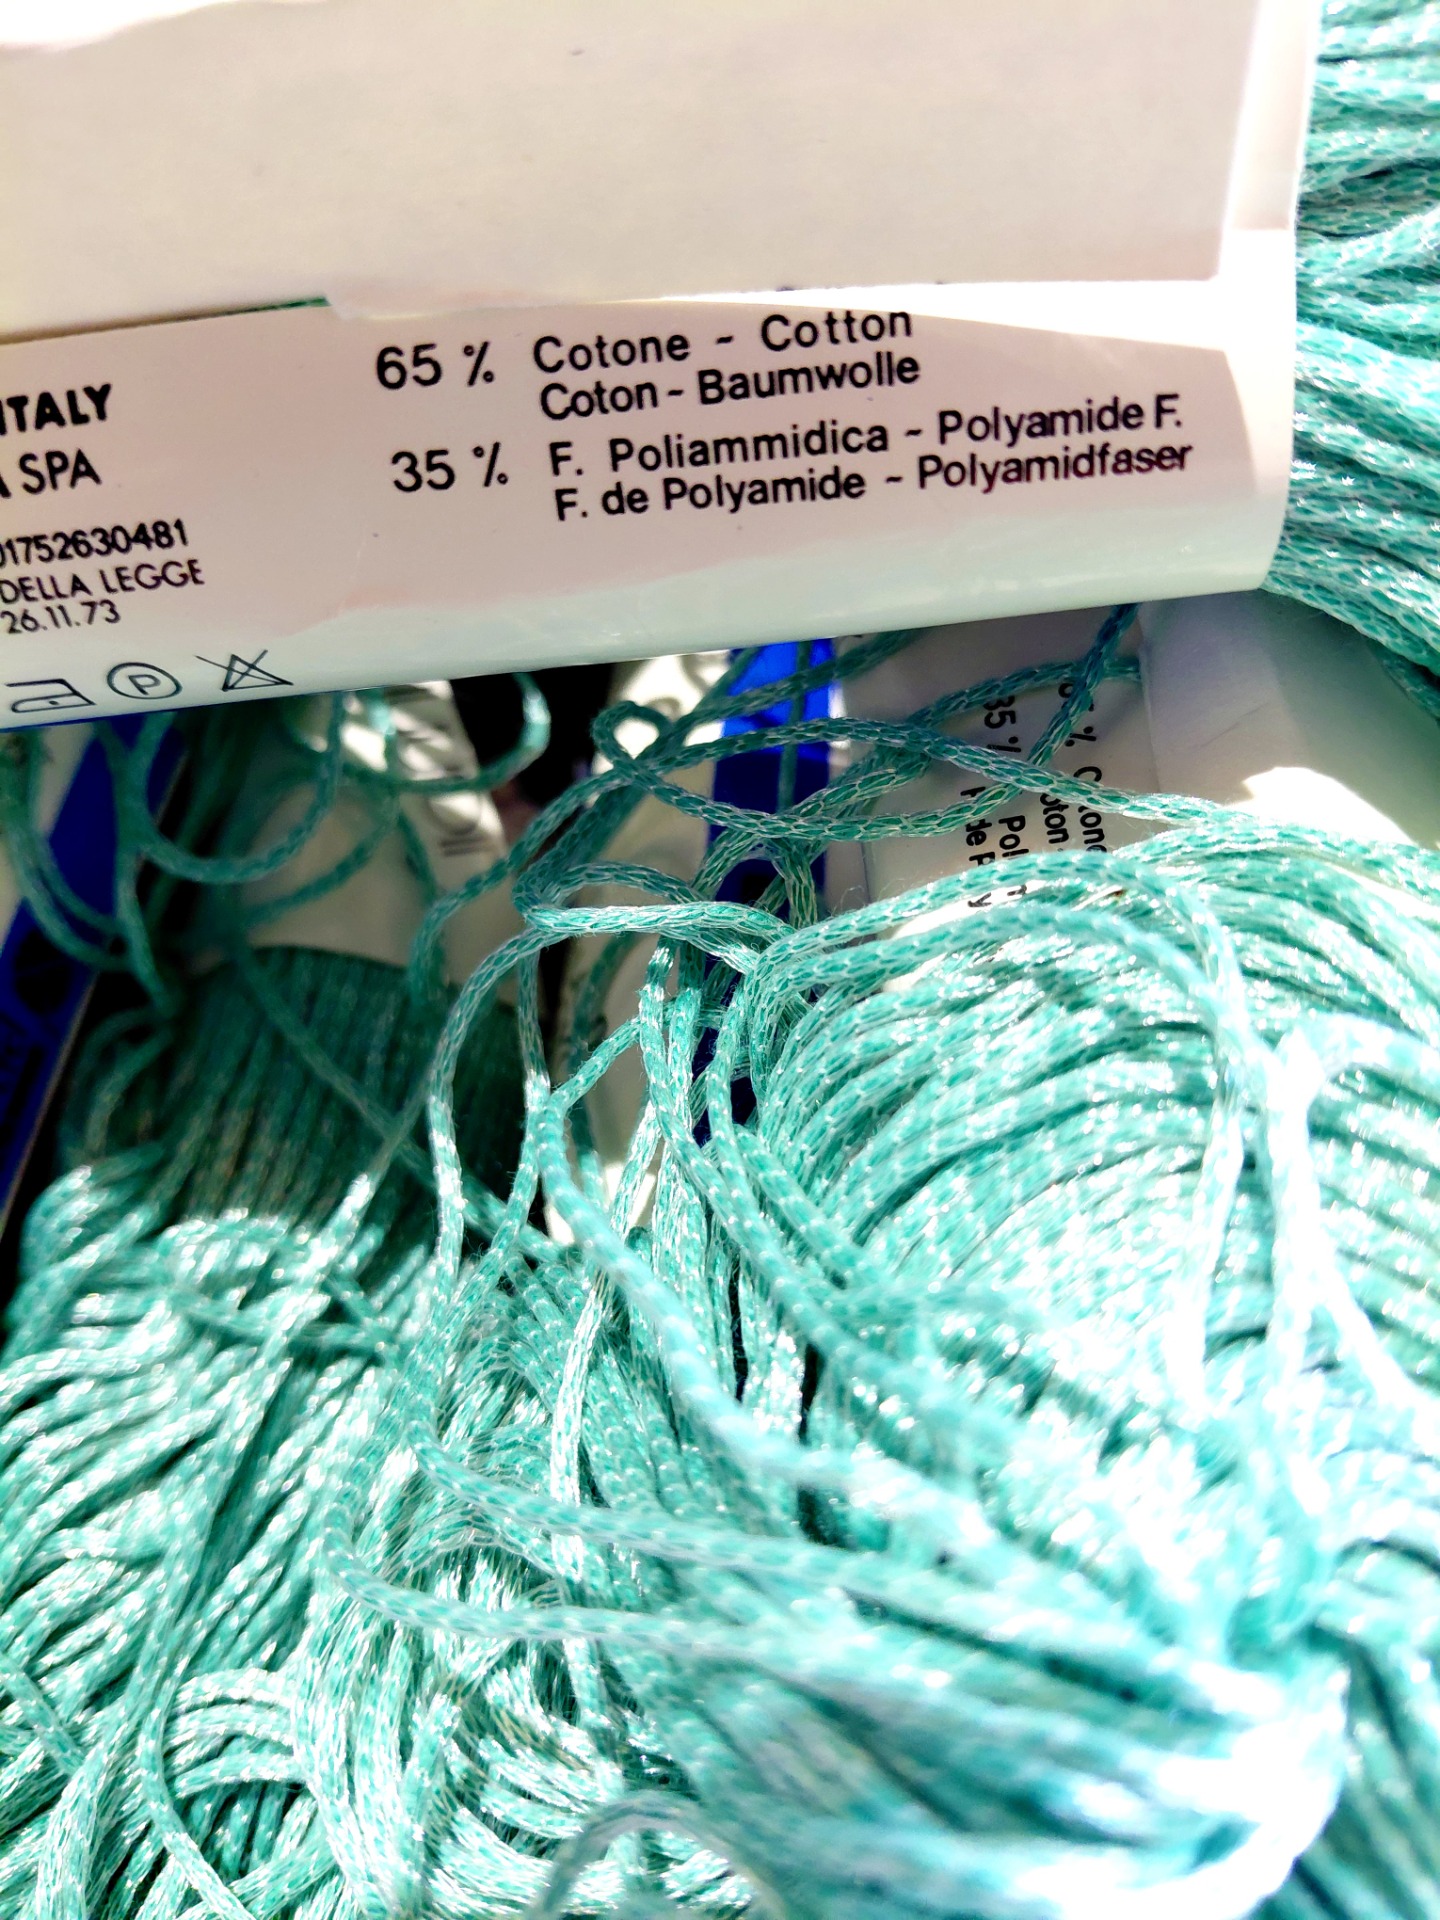 65 % Cotone - Cotton
Coton - Baumwolle
35 % F. Poliammidica - Polyamide F.
F. de Polyamide - Polyamidfaser
ITALY
SPA
01752630481
DELLA LEGGE
26.11.73
P
35 %